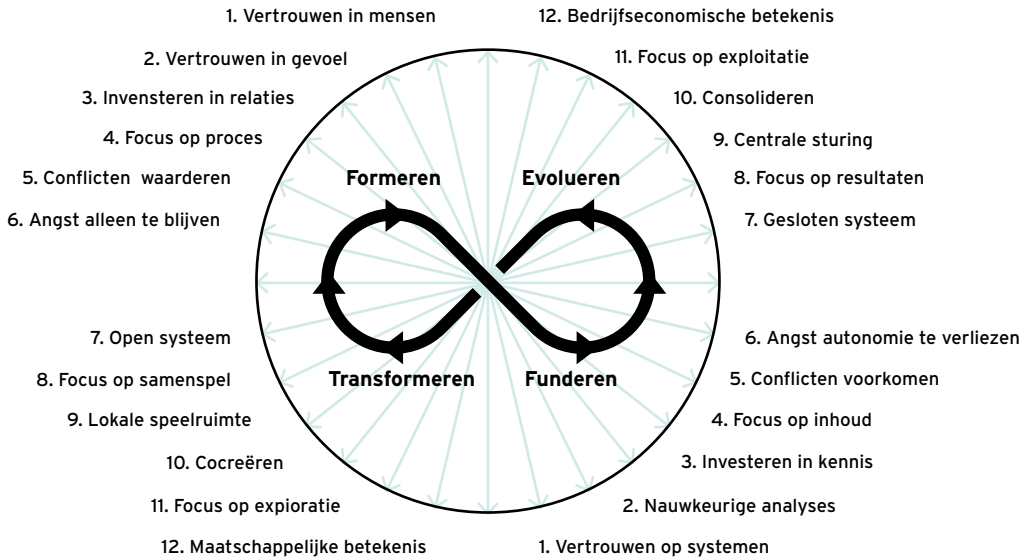 1. Vertrouwen in mensen
2. Vertrouwen in gevoel
3. Invensteren in relaties
4. Focus op proces
5. Conflicten waarderen
6. Angst alleen te blijven
7. Open systeem
8. Focus op samenspel
9. Lokale speelruimte
10. Cocreëren
11. Focus op exploratie
12. Maatschappelijke betekenis
12. Bedrijfseconomische betekenis
11. Focus op exploitatie
10. Consolideren
9. Centrale sturing
8. Focus op resultaten
7. Gesloten systeem
6. Angst autonomie te verliezen
5. Conflicten voorkomen
4. Focus op inhoud
3. Investeren in kennis
2. Nauwkeurige analyses
1. Vertrouwen op systemen
Formeren
Evolueren
Transformeren
Funderen